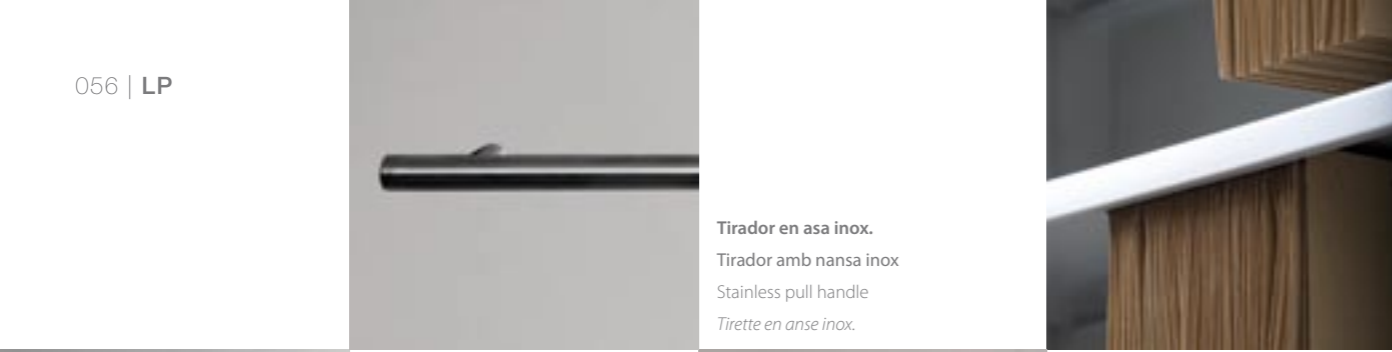 056 | LP
Tirador en asa inox.
Tirador amb nansa inox
Stainless pull handle
Tirette en anse inox.